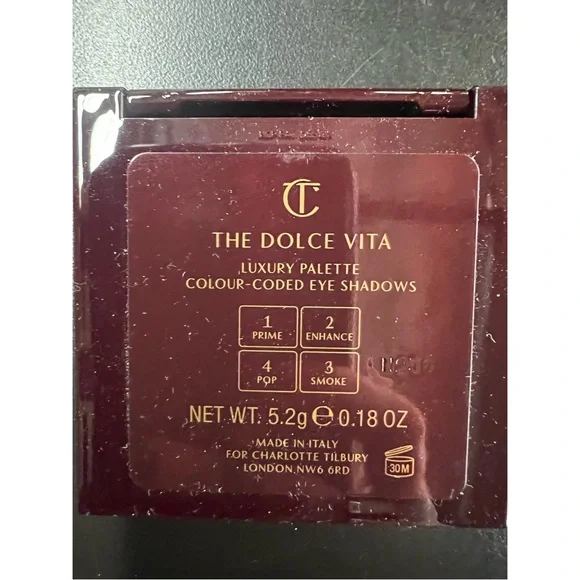 CT
THE DOLCE VITA
LUXURY PALETTE
COLOUR-CODED EYE SHADOWS
1
PRIME
2
ENHANCE
4
POP
3
SMOKE
NET WT. 5.2g ℮ 0.18 OZ
MADE IN ITALY
FOR CHARLOTTE TILBURY
LONDON, NW6 6RD
30M